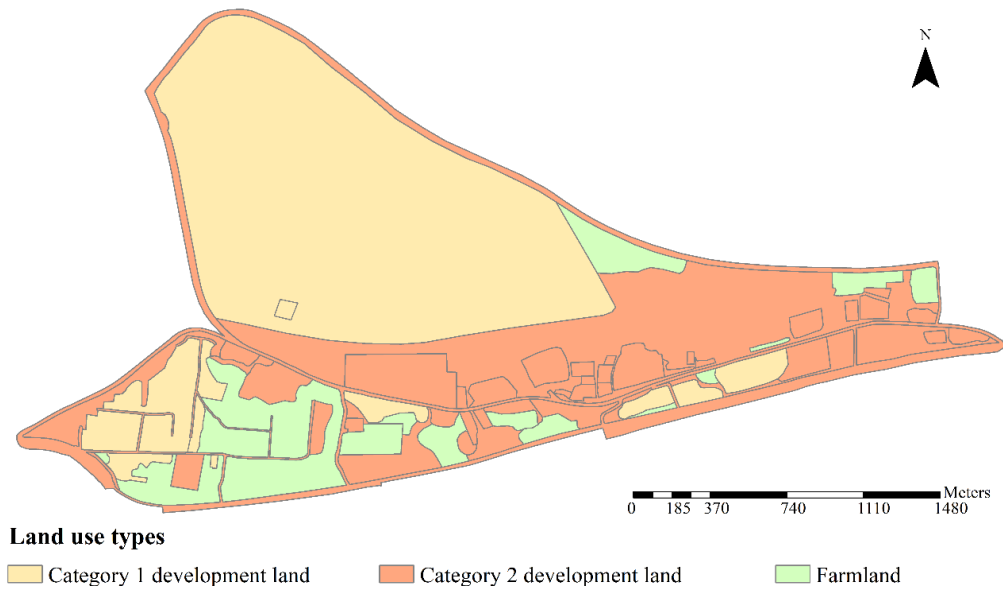 N
Meters
0 185 370 740 1110 1480
Land use types
Category 1 development land Category 2 development land Farmland